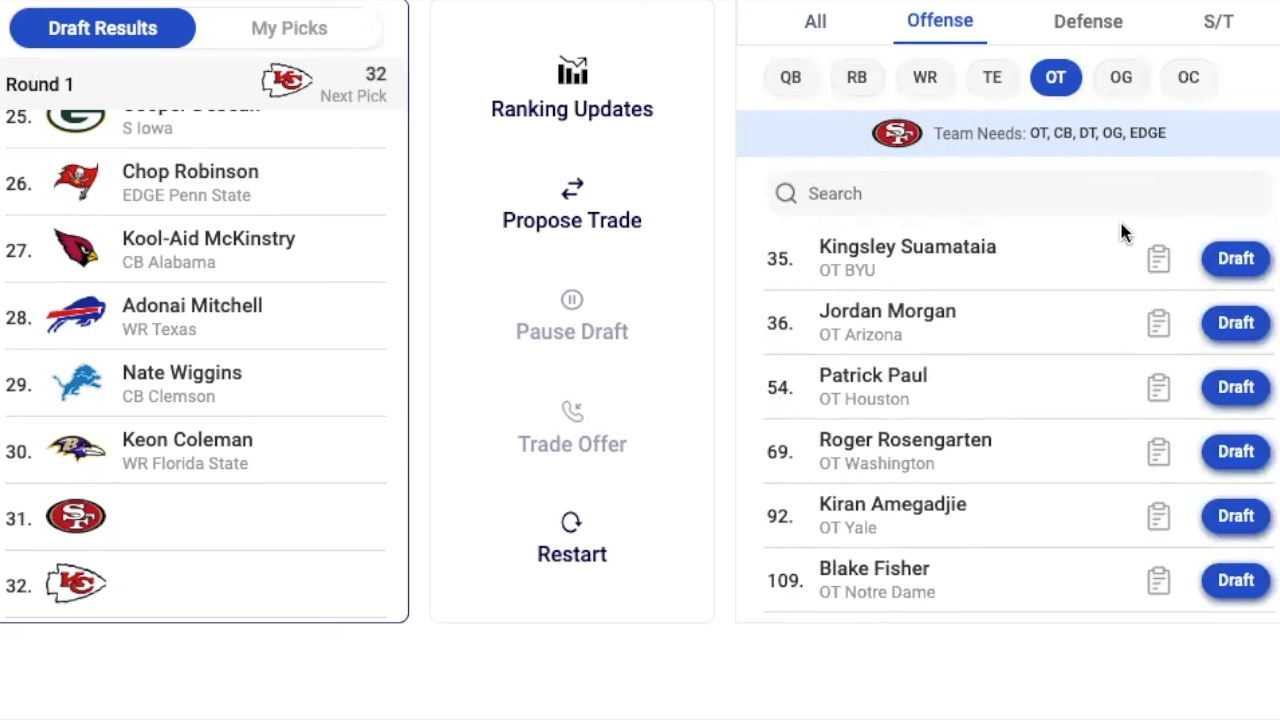 Draft Results
My Picks
Round 1
32
Next Pick
25.
S Iowa
26.
Chop Robinson
EDGE Penn State
27.
Kool-Aid McKinstry
CB Alabama
28.
Adonai Mitchell
WR Texas
29.
Nate Wiggins
CB Clemson
30.
Keon Coleman
WR Florida State
31.
SF
32.
KC
Ranking Updates
Propose Trade
Pause Draft
Trade Offer
Restart
All
Offense
Defense
S/T
QB
RB
WR
TE
OT
OG
OC
SF
Team Needs: OT, CB, DT, OG, EDGE
Search
35.
Kingsley Suamataia
OT BYU
Draft
36.
Jordan Morgan
OT Arizona
Draft
54.
Patrick Paul
OT Houston
Draft
69.
Roger Rosengarten
OT Washington
Draft
92.
Kiran Amegadjie
OT Yale
Draft
109.
Blake Fisher
OT Notre Dame
Draft